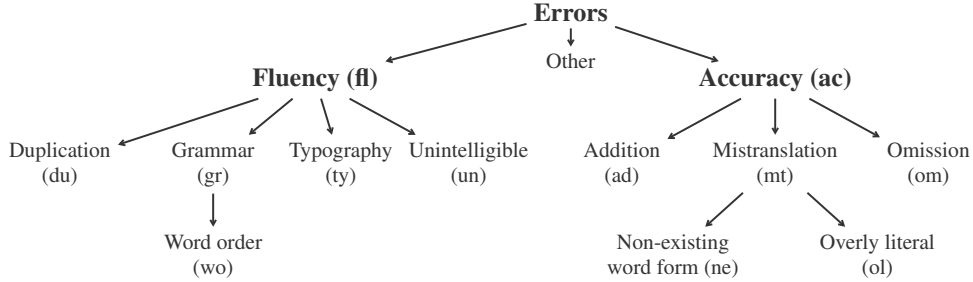 Errors
Other
Fluency (fl)
Accuracy (ac)
Duplication
(du)
Grammar
(gr)
Typography
(ty)
Unintelligible
(un)
Addition
(ad)
Mistranslation
(mt)
Omission
(om)
Word order
(wo)
Non-existing
word form (ne)
Overly literal
(ol)